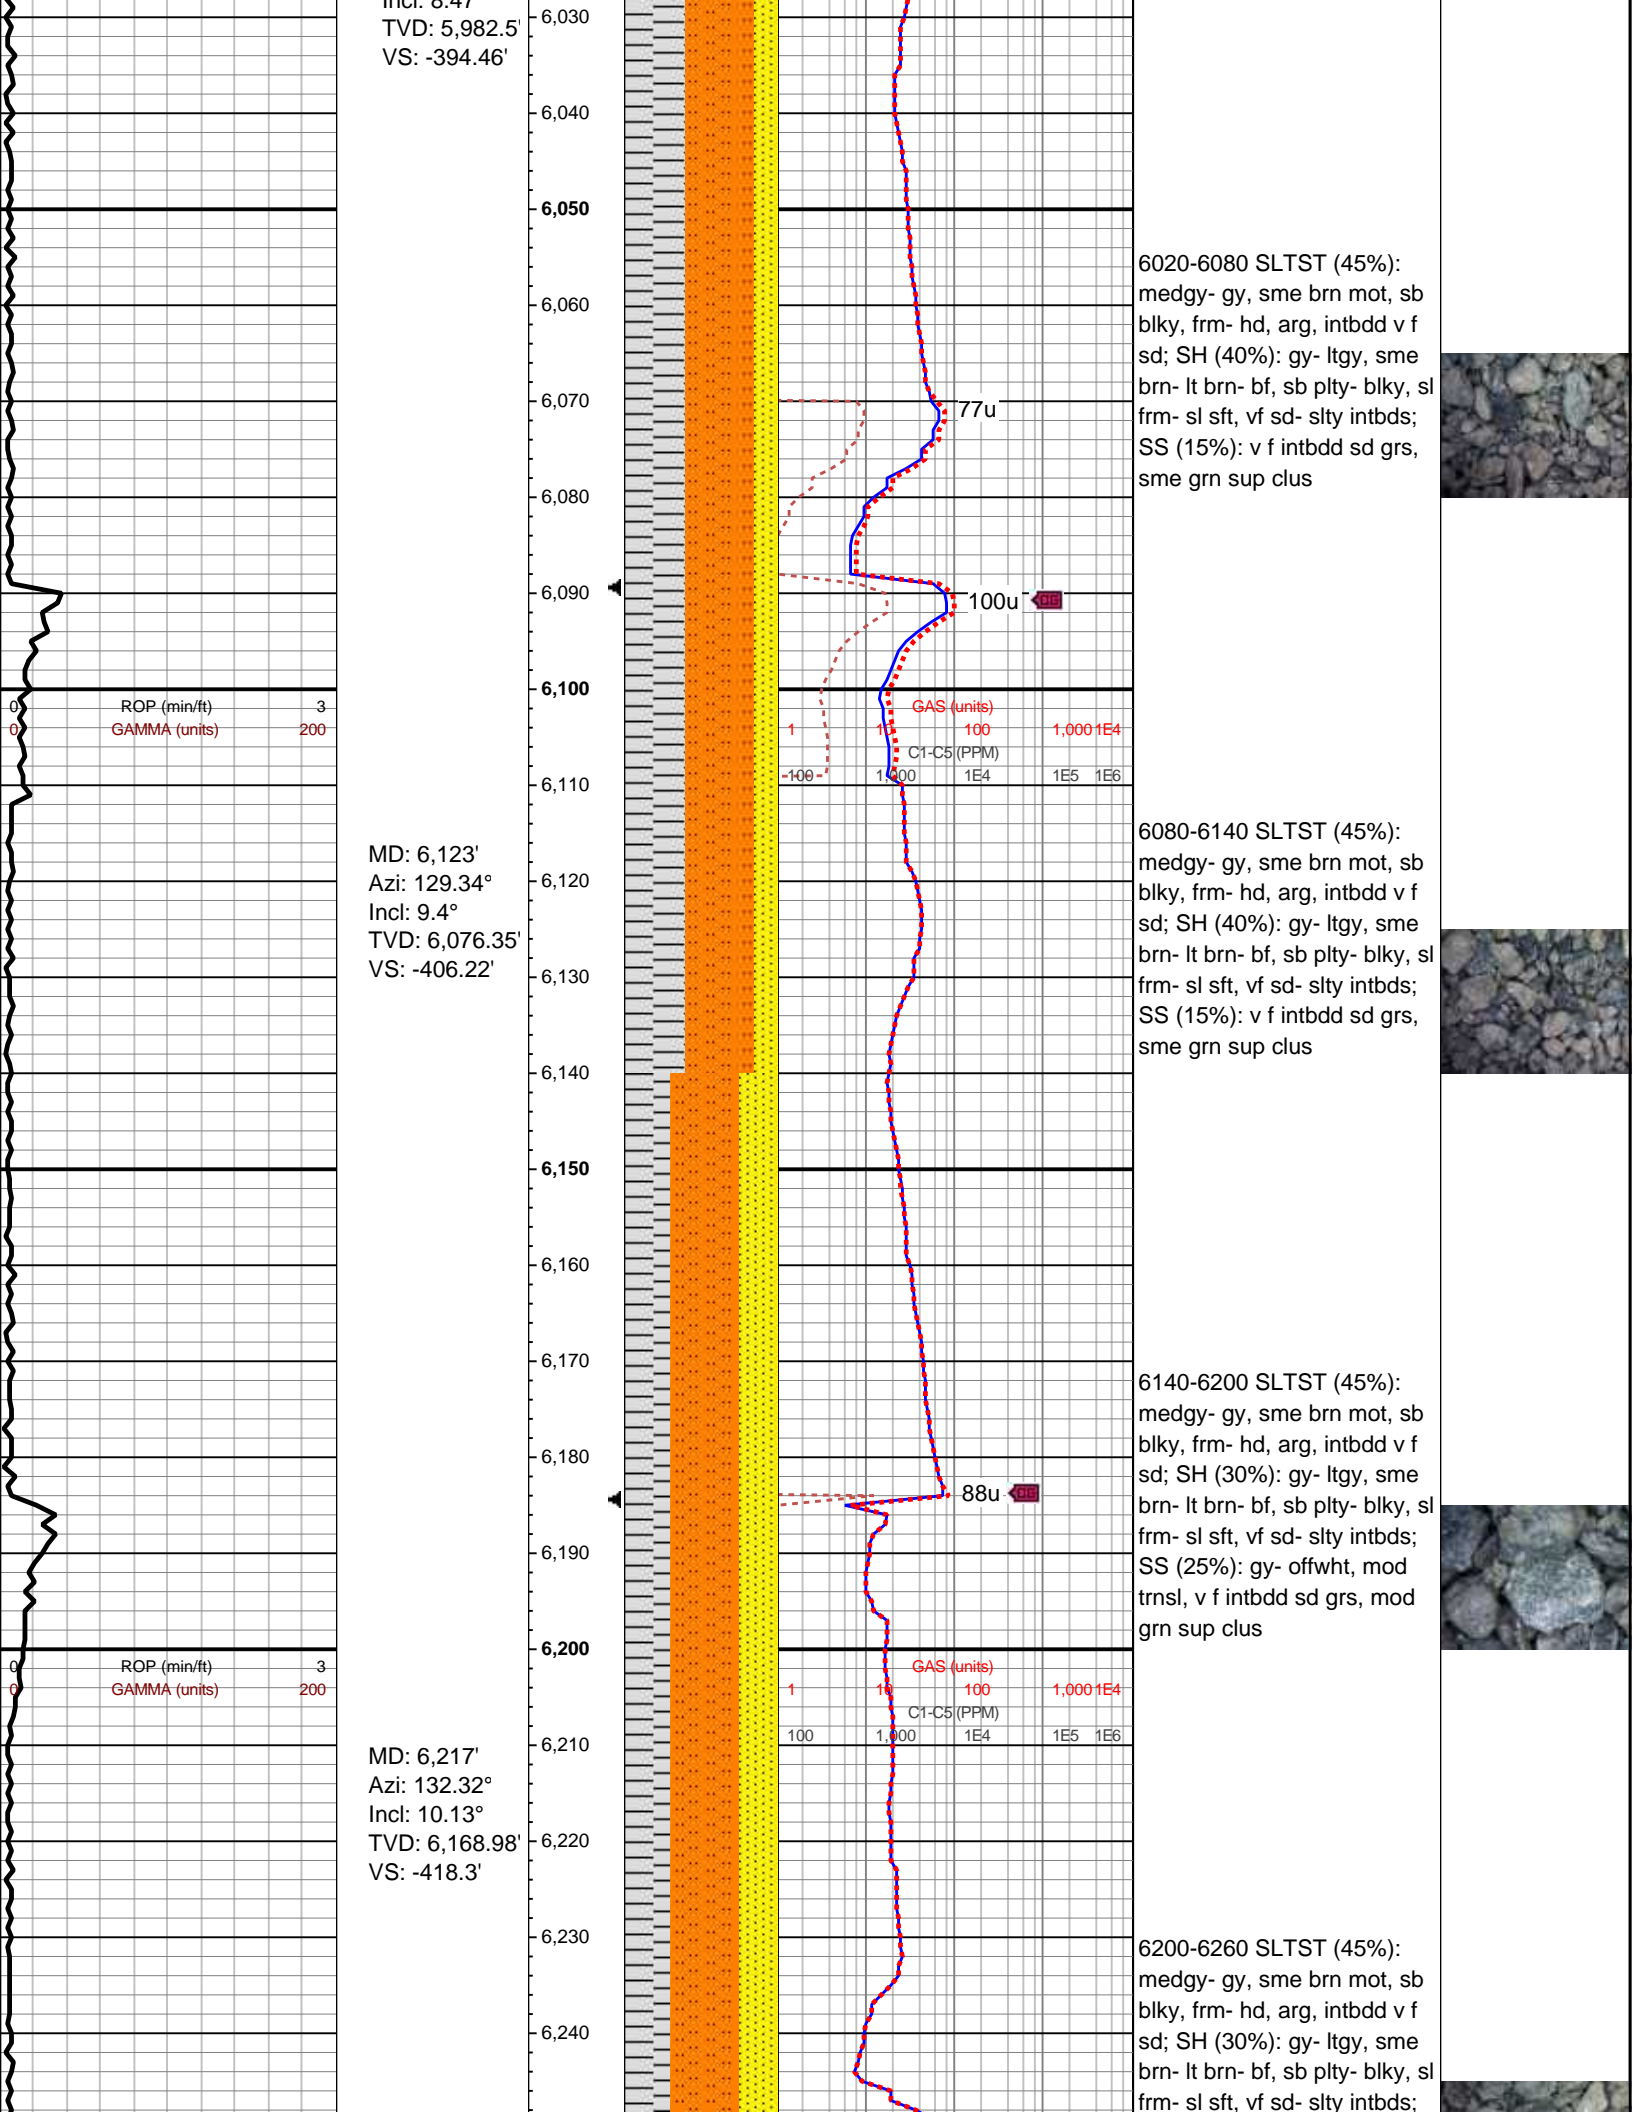 Incl: 8.47
TVD: 5,982.5'
VS: -394.46'
6,030
6,040
6,050
6,060
6,070
6,080
6,090
6,100
6,110
6,120
6,130
6,140
6,150
6,160
6,170
6,180
6,190
6,200
6,210
6,220
6,230
6,240
77u
100u
CG
0 ROP (min/ft) 3
0 GAMMA (units) 200
GAS (units)
1 10 100 1,000 1E4
C1-C5 (PPM)
100 1,000 1E4 1E5 1E6
MD: 6,123'
Azi: 129.34°
Incl: 9.4°
TVD: 6,076.35'
VS: -406.22'
88u
CG
0 ROP (min/ft) 3
0 GAMMA (units) 200
GAS (units)
1 10 100 1,000 1E4
C1-C5 (PPM)
100 1,000 1E4 1E5 1E6
MD: 6,217'
Azi: 132.32°
Incl: 10.13°
TVD: 6,168.98'
VS: -418.3'
6020-6080 SLTST (45%):
medgy- gy, sme brn mot, sb
blky, frm- hd, arg, intbdd v f
sd; SH (40%): gy- ltgy, sme
brn- lt brn- bf, sb plty- blky, sl
frm- sl sft, vf sd- slty intbds;
SS (15%): v f intbdd sd grs,
sme grn sup clus
6080-6140 SLTST (45%):
medgy- gy, sme brn mot, sb
blky, frm- hd, arg, intbdd v f
sd; SH (40%): gy- ltgy, sme
brn- lt brn- bf, sb plty- blky, sl
frm- sl sft, vf sd- slty intbds;
SS (15%): v f intbdd sd grs,
sme grn sup clus
6140-6200 SLTST (45%):
medgy- gy, sme brn mot, sb
blky, frm- hd, arg, intbdd v f
sd; SH (30%): gy- ltgy, sme
brn- lt brn- bf, sb plty- blky, sl
frm- sl sft, vf sd- slty intbds;
SS (25%): gy- offwht, mod
trnsl, v f intbdd sd grs, mod
grn sup clus
6200-6260 SLTST (45%):
medgy- gy, sme brn mot, sb
blky, frm- hd, arg, intbdd v f
sd; SH (30%): gy- ltgy, sme
brn- lt brn- bf, sb plty- blky, sl
frm- sl sft, vf sd- slty intbds;